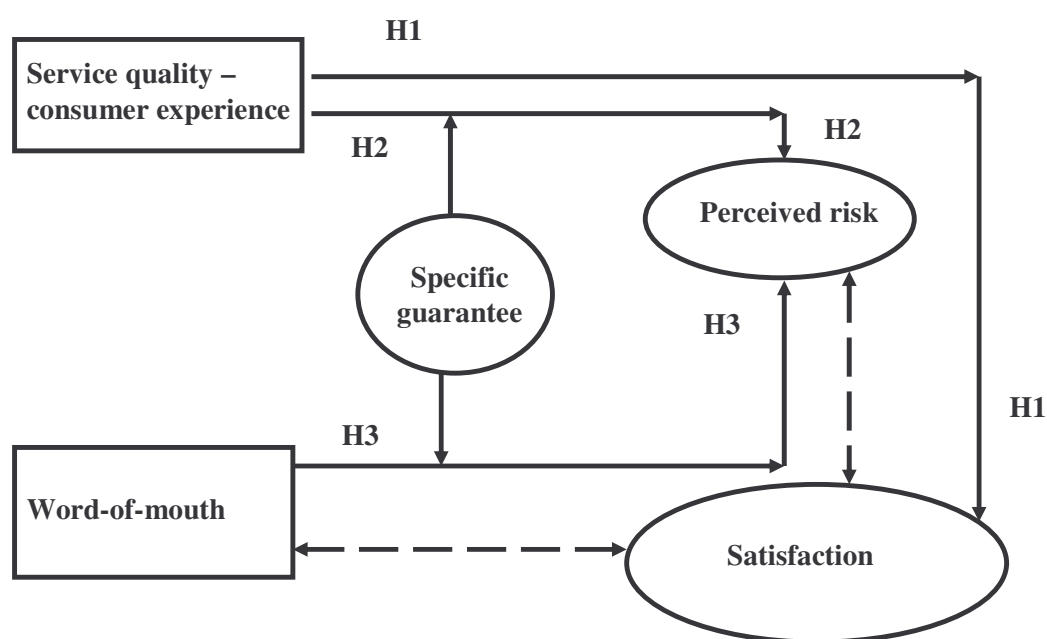 H1
Service quality –
consumer experience
H2
H2
Perceived risk
Specific
guarantee
H3
H1
H3
Word-of-mouth
Satisfaction